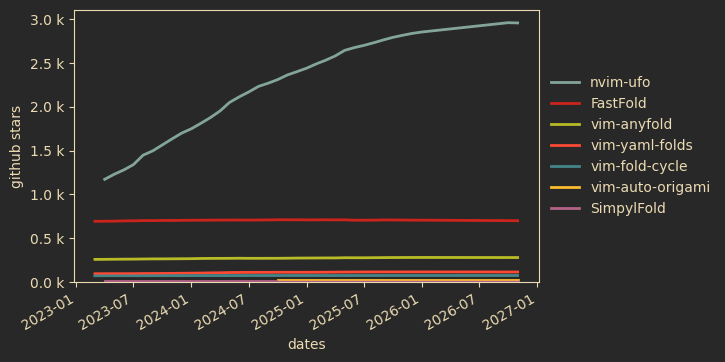 3.0 k
2.5 k
2.0 k
1.5 k
1.0 k
0.5 k
0.0 k
github stars
2023-01
2023-07
2024-01
2024-07
2025-01
2025-07
2026-01
2026-07
2027-01
dates
nvim-ufo
FastFold
vim-anyfold
vim-yaml-folds
vim-fold-cycle
vim-auto-origami
SimpylFold